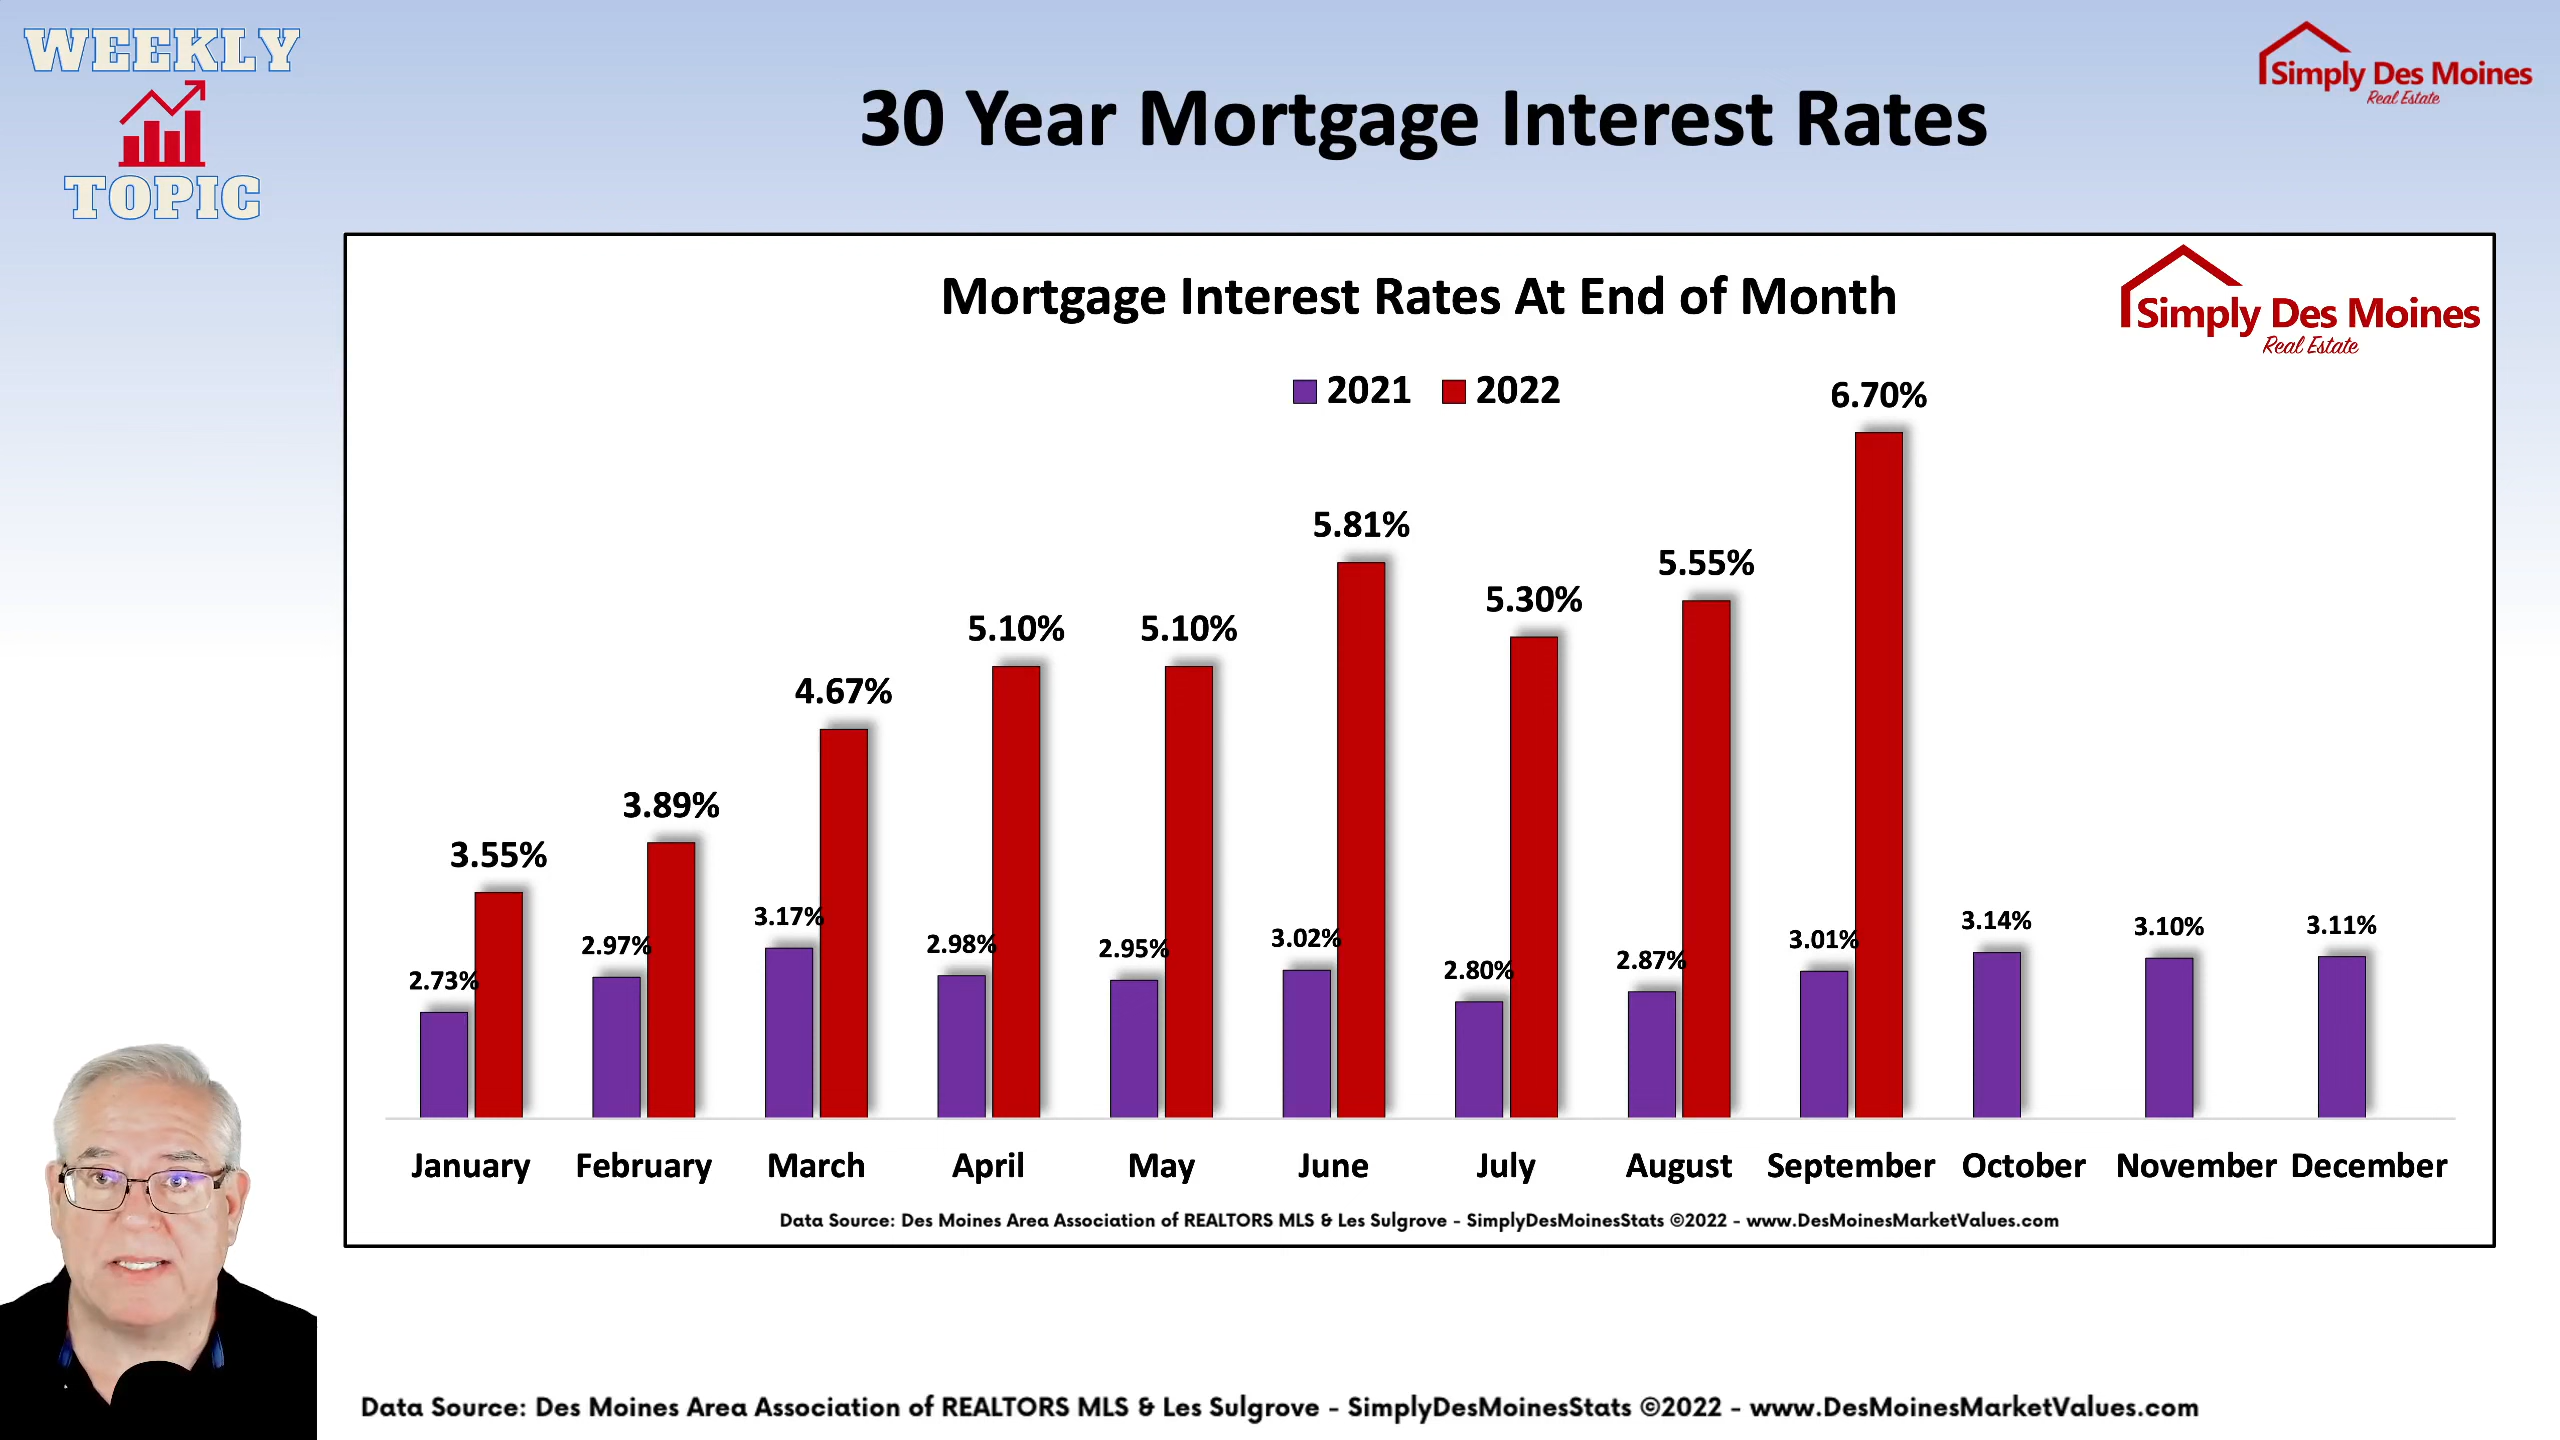 WEEKLY
TOPIC
30 Year Mortgage Interest Rates
Simply Des Moines
Real Estate
Mortgage Interest Rates At End of Month
Simply Des Moines
Real Estate
2021 2022
6.70%
5.81%
5.55%
5.30%
5.10% 5.10%
4.67%
3.89%
3.55%
2.73% 2.97% 3.17% 2.98% 2.95% 3.02% 2.80% 2.87% 3.01% 3.14% 3.10% 3.11%
January February March April May June July August September October November December
Data Source: Des Moines Area Association of REALTORS MLS & Les Sulgrove - SimplyDesMoinesStats ©2022 - www.DesMoinesMarketValues.com
Data Source: Des Moines Area Association of REALTORS MLS & Les Sulgrove - SimplyDesMoinesStats ©2022 - www.DesMoinesMarketValues.com